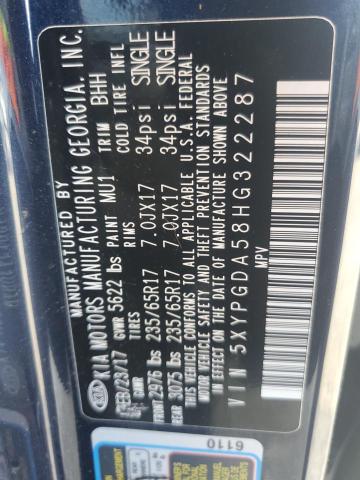 MANUFACTURED BY
KIA MOTORS MANUFACTURING GEORGIA, INC.
FEB/23/17 GVWR 5622 lbs PAINT MU1 TRIM BHH
GAWR TIRES RIMS COLD TIRE INFL
FRONT 2976 lbs 235/65R17 7.0JX17 34psi SINGLE
REAR 3075 lbs 235/65R17 7.0JX17 34psi SINGLE
THIS VEHICLE CONFORMS TO ALL APPLICABLE U.S.A. FEDERAL
MOTOR VEHICLE SAFETY AND THEFT PREVENTION STANDARDS
IN EFFECT ON THE DATE OF MANUFACTURE SHOWN ABOVE
VIN 5XYPGDA58HG322287
MPV
6110